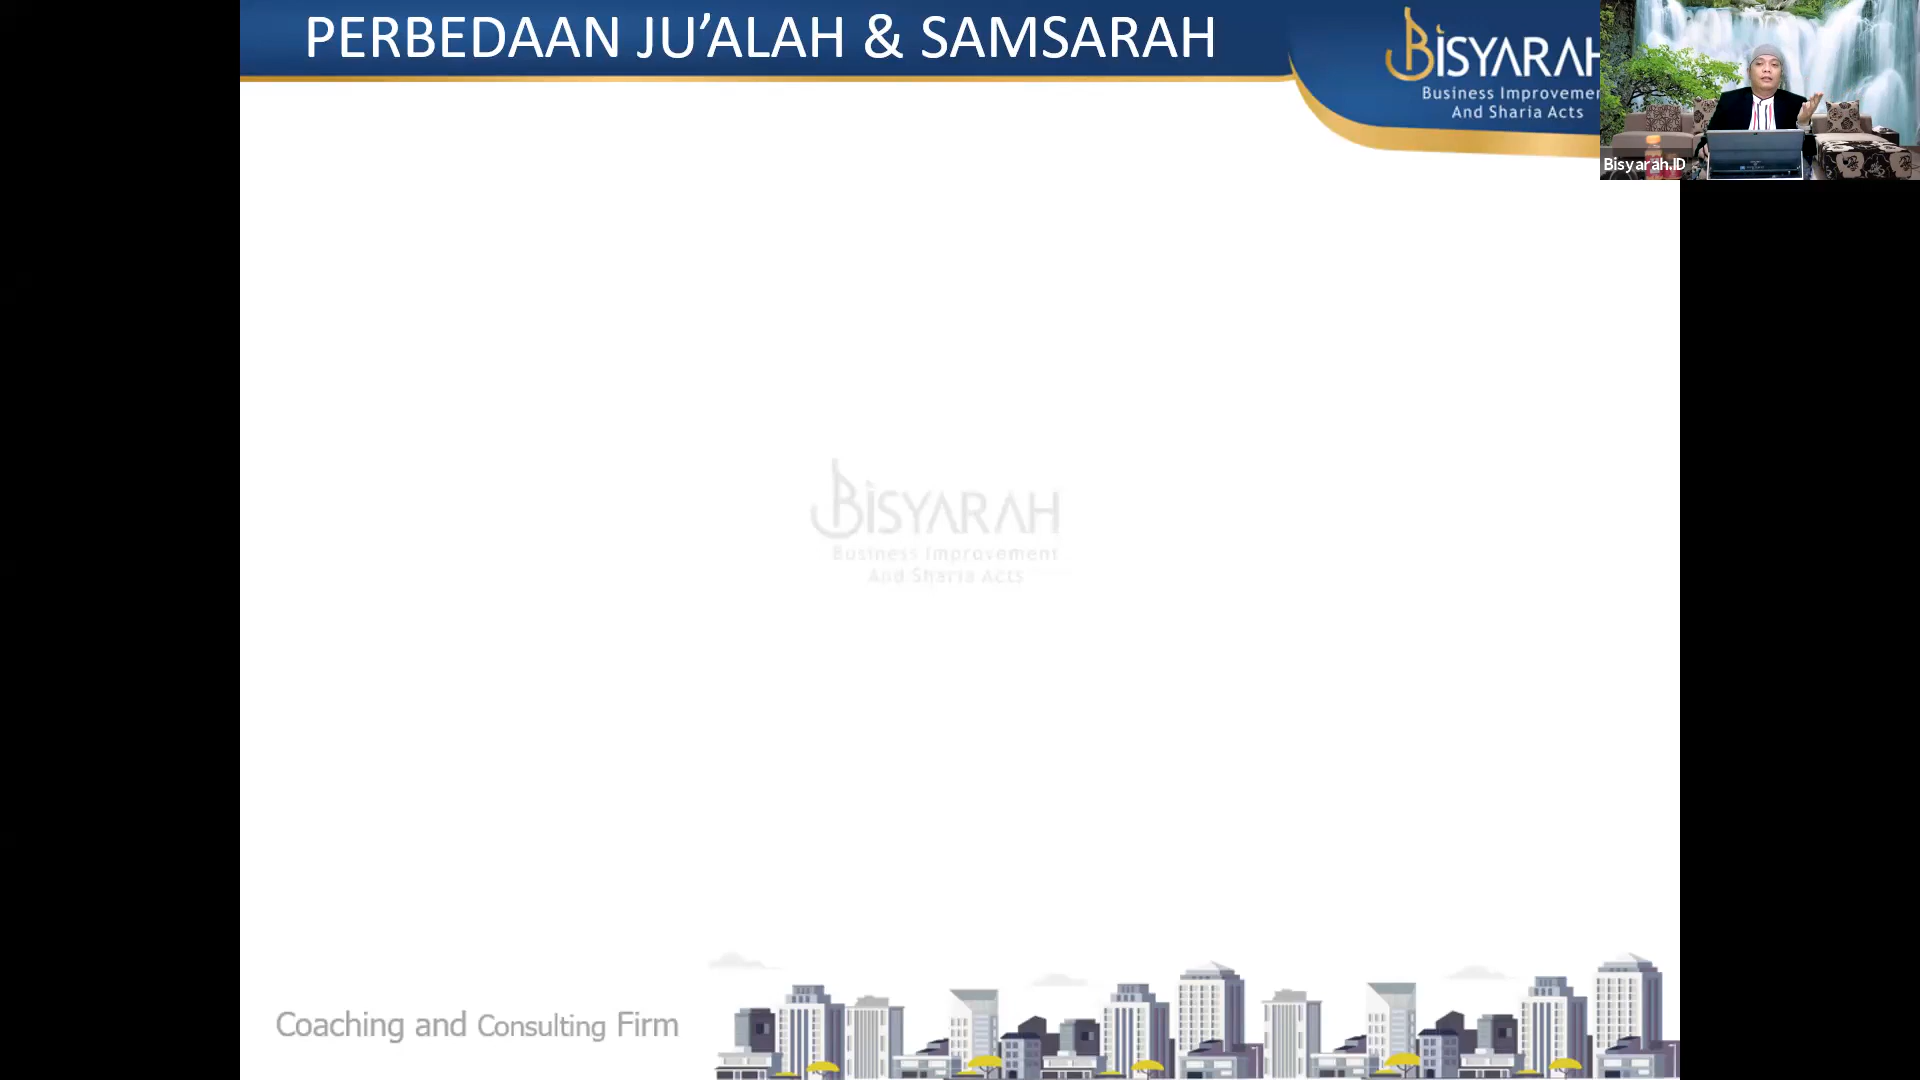 PERBEDAAN JU’ALAH & SAMSARAH
BISYARAH
Business Improvemen
And Sharia Acts
Bisyarah.ID
BISYARAH
Business Improvement
And Sharia Acts
Coaching and Consulting Firm